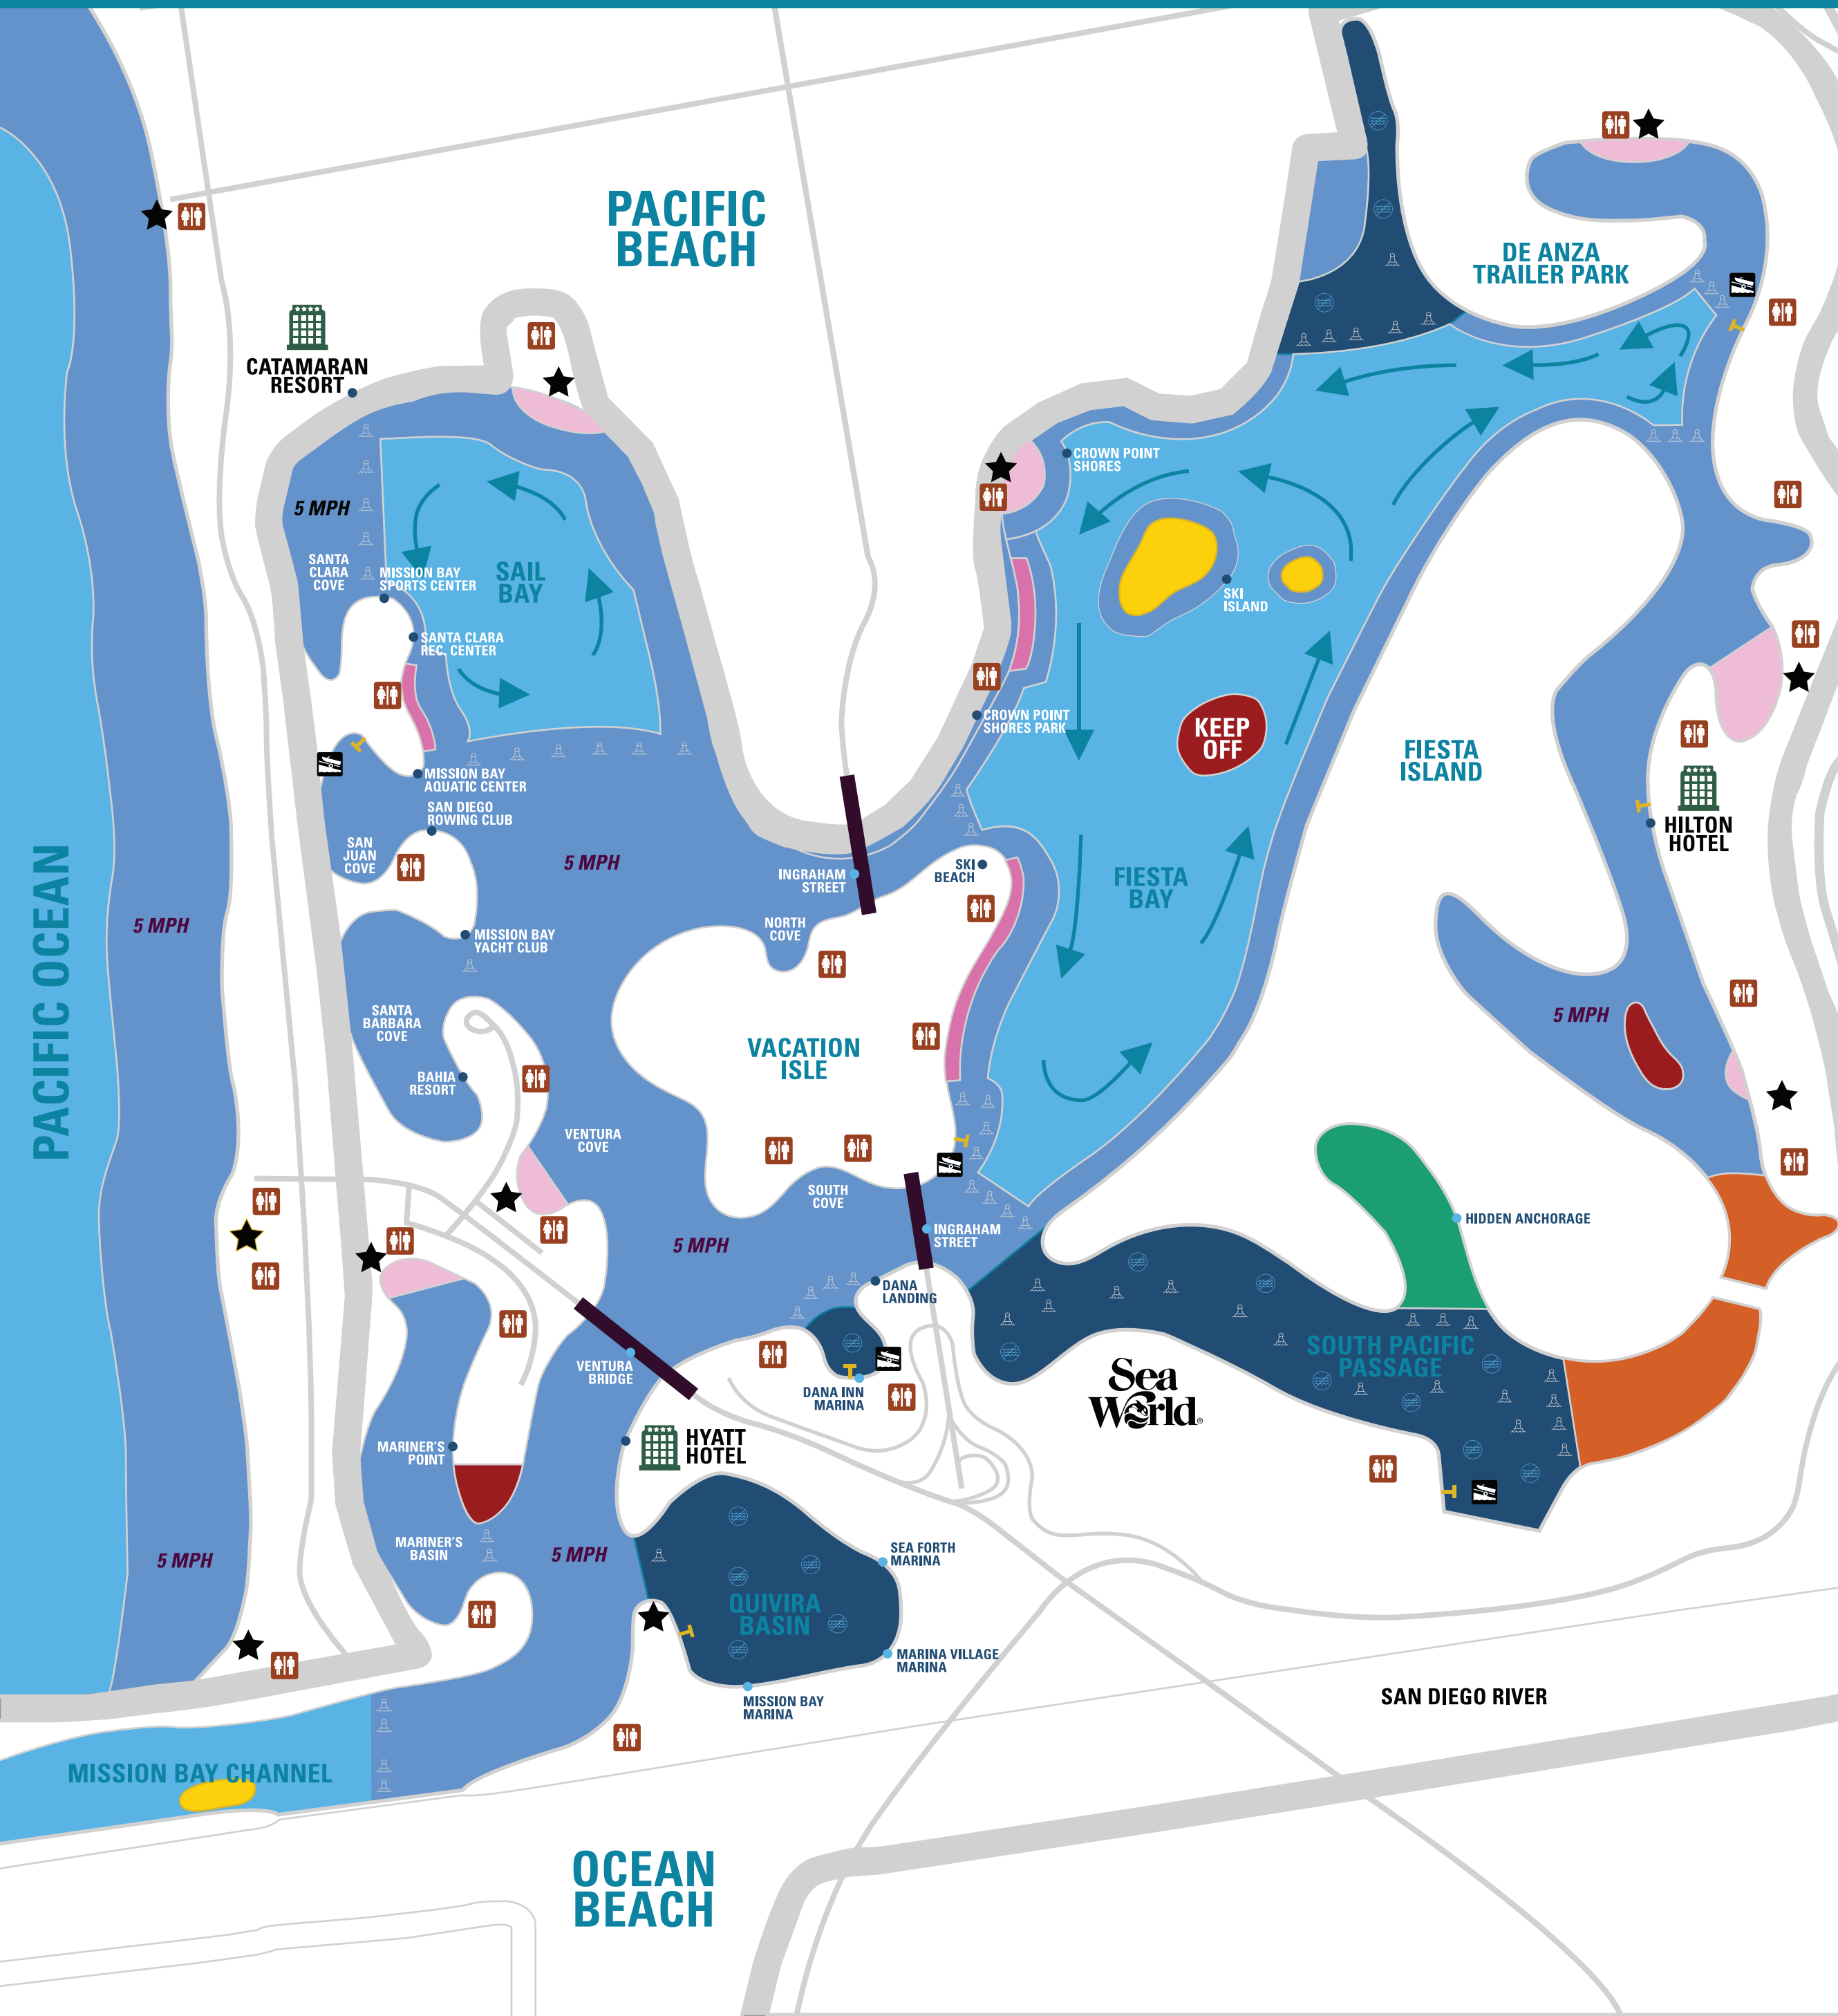 PACIFIC
BEACH
DE ANZA
TRAILER PARK
CATAMARAN
RESORT
CROWN POINT
SHORES
5 MPH
SANTA
CLARA
COVE
MISSION BAY
SPORTS CENTER
SAIL
BAY
SKI
ISLAND
SANTA CLARA
REC. CENTER
CROWN POINT
SHORES PARK
KEEP
OFF
FIESTA
ISLAND
MISSION BAY
AQUATIC CENTER
SAN DIEGO
ROWING CLUB
HILTON
HOTEL
SAN
JUAN
COVE
5 MPH
INGRAHAM
STREET
SKI
BEACH
FIESTA
BAY
PACIFIC OCEAN
5 MPH
NORTH
COVE
MISSION BAY
YACHT CLUB
SANTA
BARBARA
COVE
5 MPH
VACATION
ISLE
BAHIA
RESORT
VENTURA
COVE
SOUTH
COVE
HIDDEN ANCHORAGE
5 MPH
INGRAHAM
STREET
DANA
LANDING
SOUTH PACIFIC
PASSAGE
VENTURA
BRIDGE
DANA INN
MARINA
Sea
World®
HYATT
HOTEL
MARINER'S
POINT
MARINER'S
BASIN
5 MPH
5 MPH
SEA FORTH
MARINA
QUIVIRA
BASIN
MARINA VILLAGE
MARINA
MISSION BAY
MARINA
SAN DIEGO RIVER
MISSION BAY CHANNEL
OCEAN
BEACH